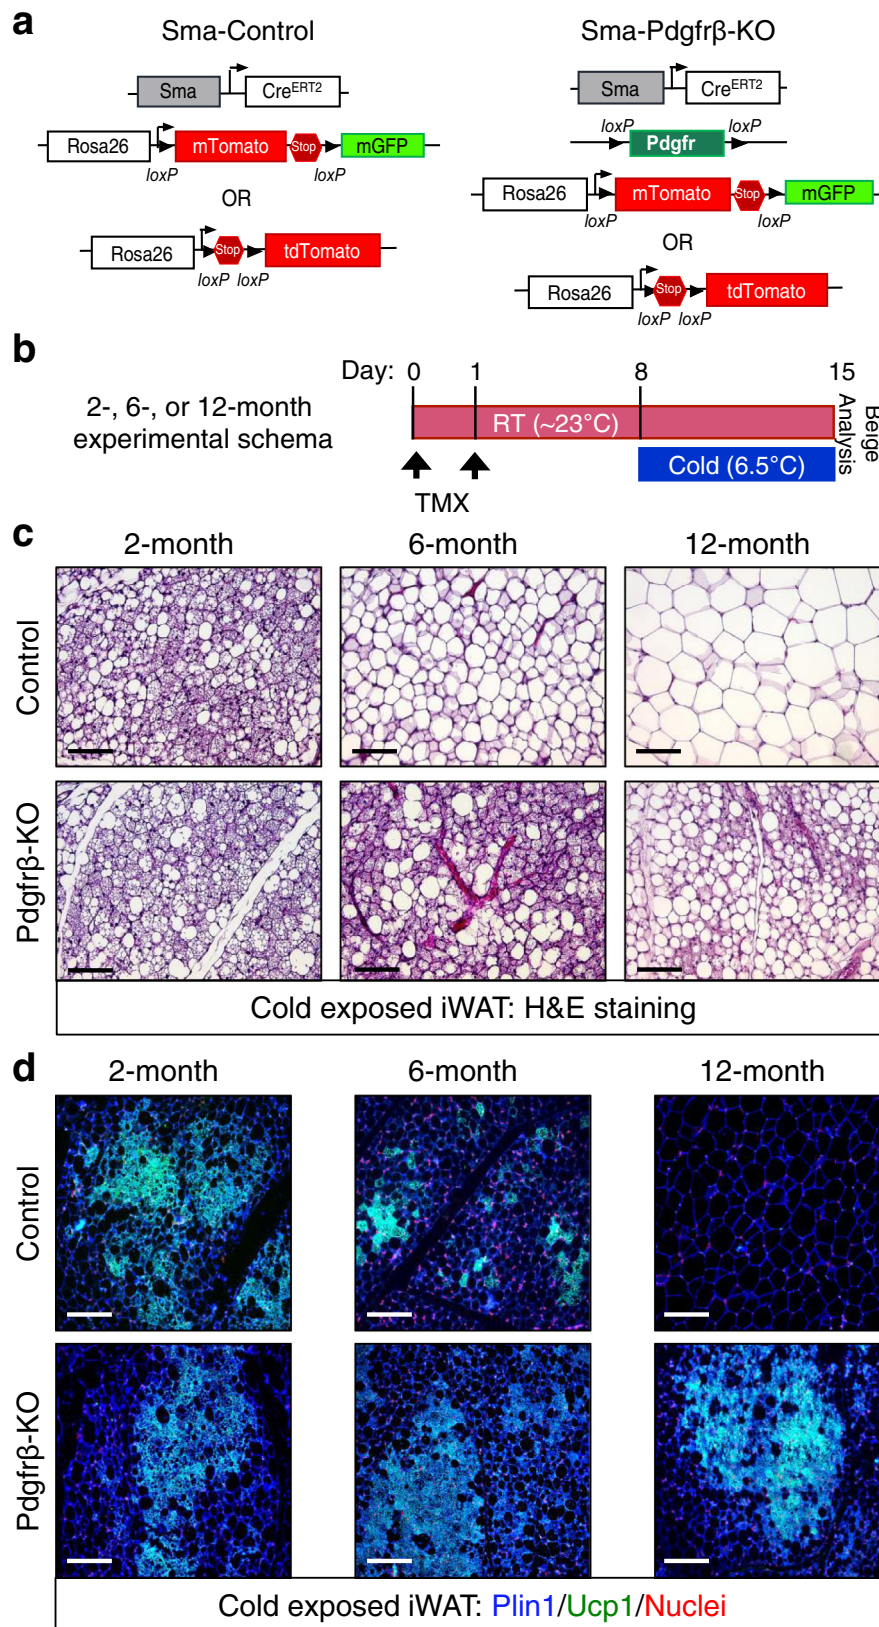 a
Sma-Control
Sma-Pdgfrβ-KO
Sma
CreERT2
Rosa26
mTomato
Stop
mGFP
loxP
loxP
OR
Rosa26
Stop
tdTomato
loxP loxP
Sma
CreERT2
loxP
loxP
Pdgfr
Rosa26
mTomato
Stop
mGFP
loxP
loxP
OR
Rosa26
Stop
tdTomato
loxP loxP
b
2-, 6-, or 12-month
experimental schema
Day: 0 1 8 15
RT (~23°C)
Cold (6.5°C)
TMX
Beige
Analysis
c
2-month 6-month 12-month
Control
Pdgfrβ-KO
Cold exposed iWAT: H&E staining
d
2-month 6-month 12-month
Control
Pdgfrβ-KO
Cold exposed iWAT: Plin1/Ucp1/Nuclei